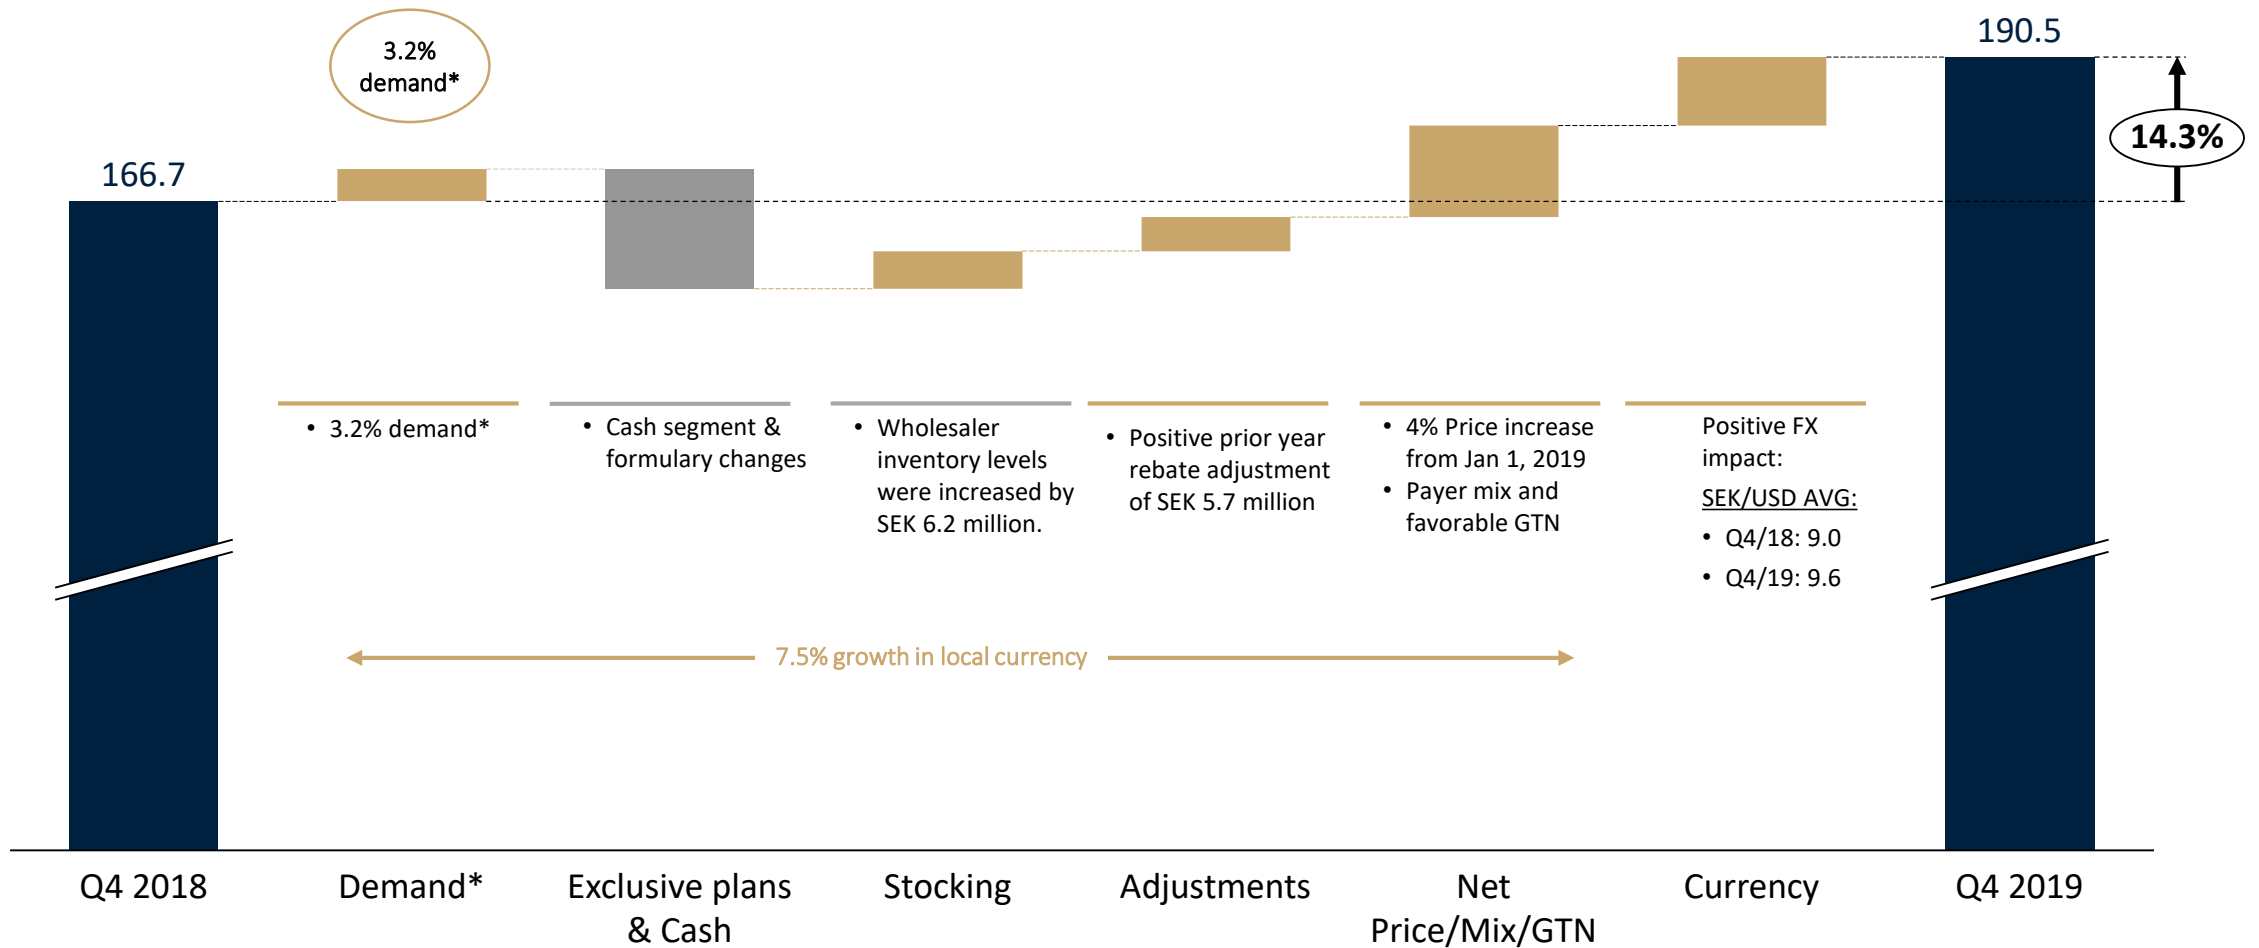 3.2%
demand*
166.7
190.5
14.3%
• 3.2% demand*
• Cash segment &
formulary changes
• Wholesaler
inventory levels
were increased by
SEK 6.2 million.
• Positive prior year
rebate adjustment
of SEK 5.7 million
• 4% Price increase
from Jan 1, 2019
• Payer mix and
favorable GTN
Positive FX
impact:
SEK/USD AVG:
• Q4/18: 9.0
• Q4/19: 9.6
7.5% growth in local currency
Q4 2018
Demand*
Exclusive plans
& Cash
Stocking
Adjustments
Net
Price/Mix/GTN
Currency
Q4 2019